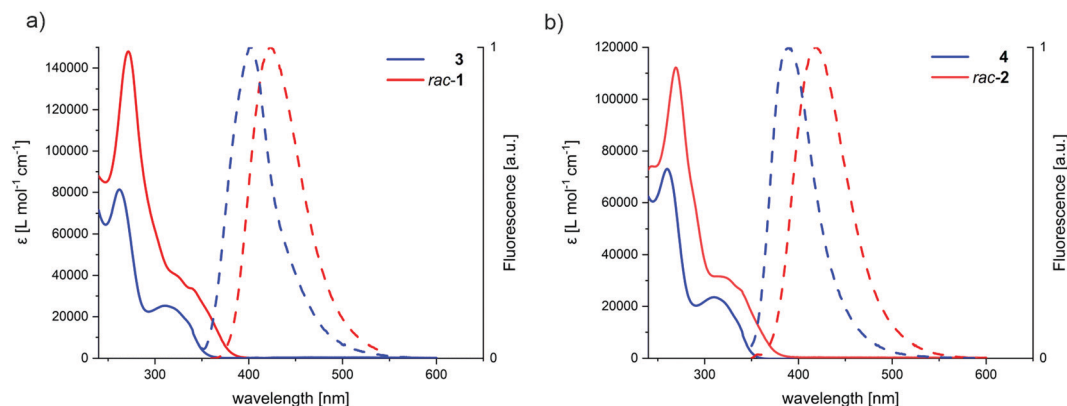 a)
3
rac-1
140000
120000
100000
80000
60000
40000
20000
0
ε [L mol⁻¹ cm⁻¹]
1
0
Fluorescence [a.u.]
300
400
500
600
wavelength [nm]
b)
4
rac-2
120000
100000
80000
60000
40000
20000
0
ε [L mol⁻¹ cm⁻¹]
1
0
Fluorescence [a.u.]
300
400
500
600
wavelength [nm]